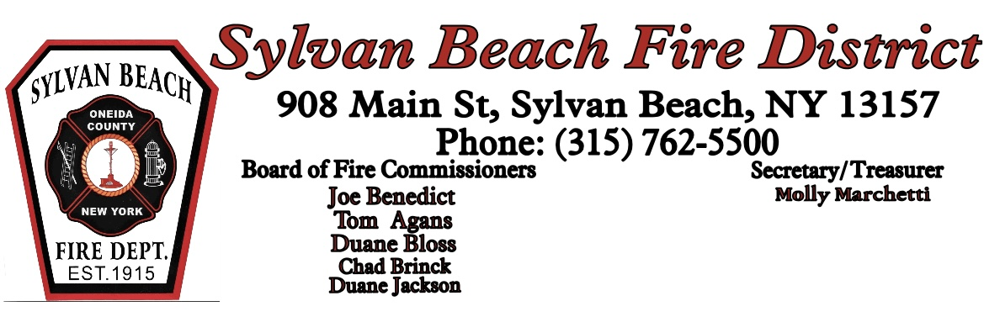 Sylvan Beach Fire District
908 Main St, Sylvan Beach, NY 13157
Phone: (315) 762-5500
Board of Fire Commissioners
Joe Benedict
Tom Agans
Duane Bloss
Chad Brinck
Duane Jackson
Secretary/Treasurer
Molly Marchetti
SYLVAN BEACH
ONEIDA
COUNTY
NEW YORK
FIRE DEPT.
EST.1915